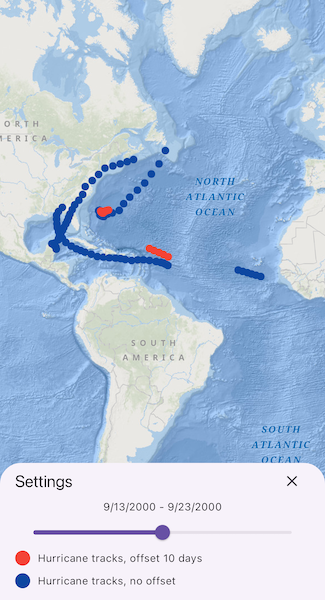 ORTH
MERICA
NORTH
ATLANTIC
OCEAN
SOUTH
AMERICA
SOUTH
ATLANTIC
OCEAN
Settings
9/13/2000 - 9/23/2000
Hurricane tracks, offset 10 days
Hurricane tracks, no offset